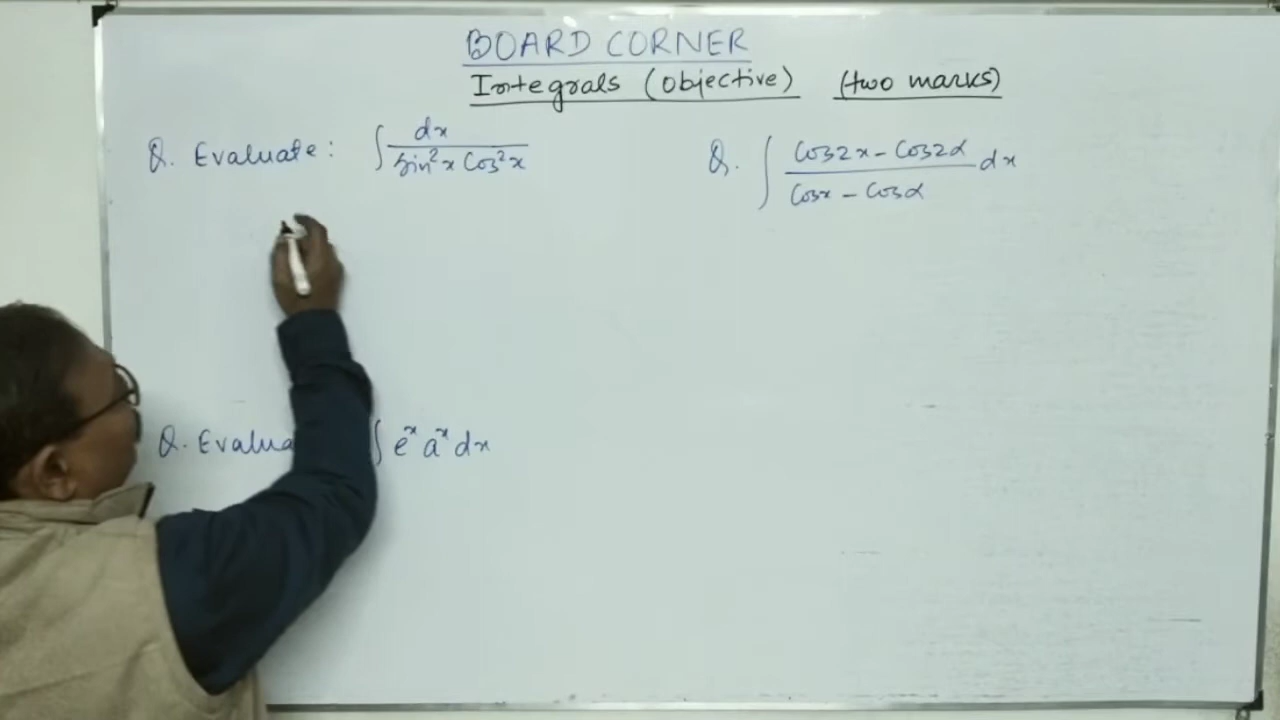 BOARD CORNER
Integrals (Objective) (two marks)
Q. Evaluate: ∫ dx / sin²x Cos²x
Q. ∫ Cos2x – Cos2α / Cosx – Cosα dx
Q. Evalua ∫ eˣ aˣ dx